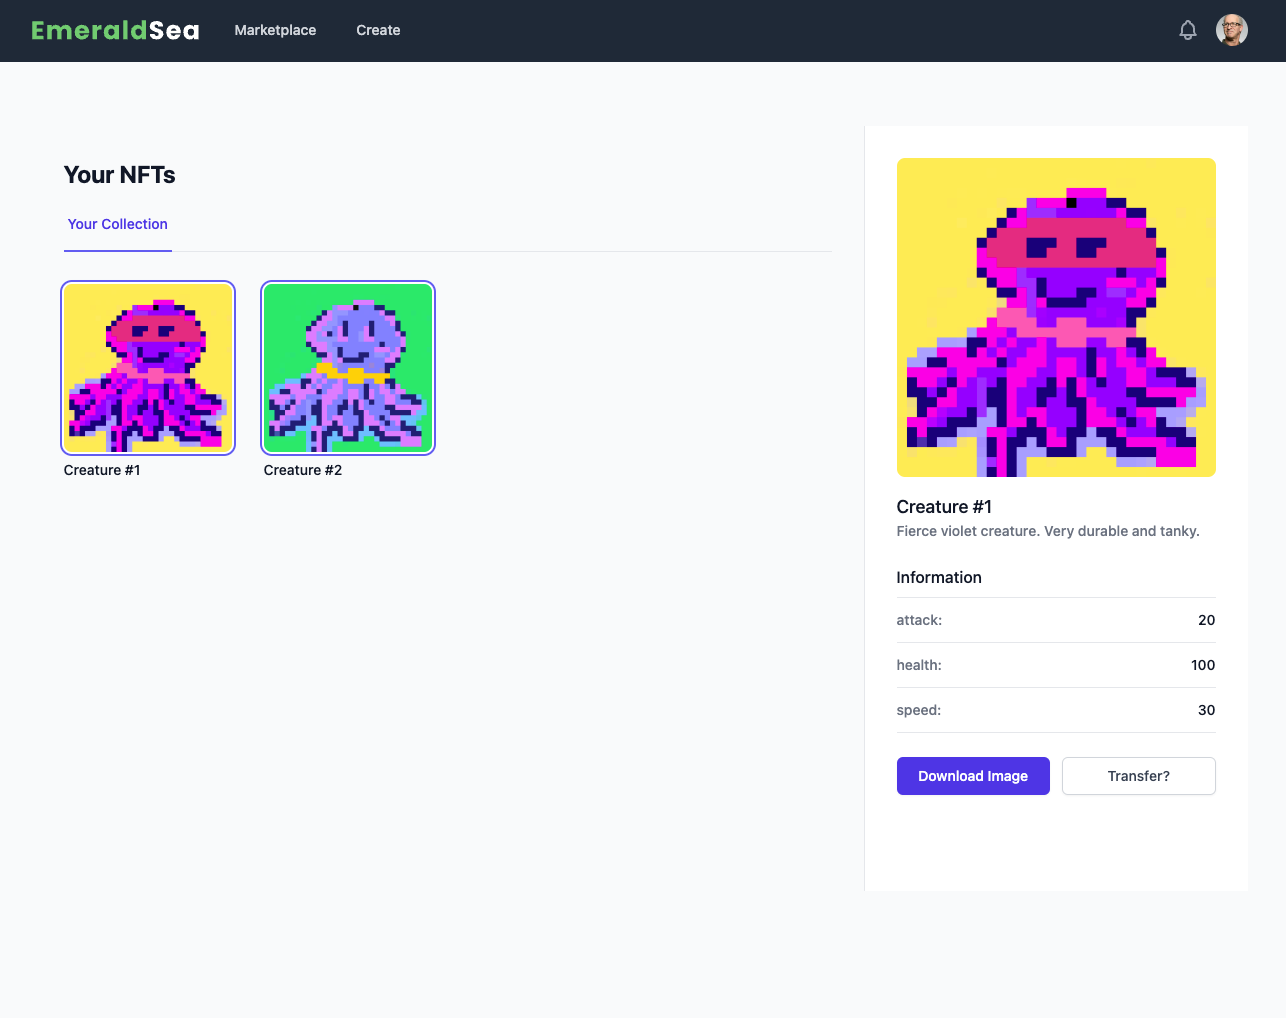 EmeraldSea
Marketplace
Create
Your NFTs
Your Collection
Creature #1
Creature #2
Creature #1
Fierce violet creature. Very durable and tanky.
Information
attack: 20
health: 100
speed: 30
Download Image
Transfer?